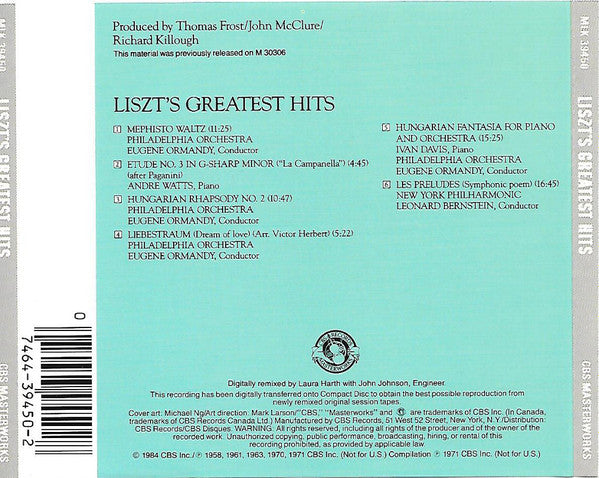 Produced by Thomas Frost/John McClure/
Richard Killough
This material was previously released on M 30306
LISZT'S GREATEST HITS
1 MEPHISTO WALTZ (11:25)
PHILADELPHIA ORCHESTRA
EUGENE ORMANDY, Conductor
2 ETUDE NO. 3 IN G-SHARP MINOR ("La Campanella") (4:45)
(after Paganini)
ANDRE WATTS, Piano
3 HUNGARIAN RHAPSODY NO. 2 (10:47)
PHILADELPHIA ORCHESTRA
EUGENE ORMANDY, Conductor
4 LIEBESTRAUM (Dream of love) (Arr. Victor Herbert) (5:22)
PHILADELPHIA ORCHESTRA
EUGENE ORMANDY, Conductor
5 HUNGARIAN FANTASIA FOR PIANO
AND ORCHESTRA (15:25)
IVAN DAVIS, Piano
PHILADELPHIA ORCHESTRA
EUGENE ORMANDY, Conductor
6 LES PRELUDES (Symphonic poem) (16:45)
NEW YORK PHILHARMONIC
LEONARD BERNSTEIN, Conductor
CBS RECORDS
MASTERWORKS
Digitally remixed by Laura Harth with John Johnson, Engineer.
This recording has been digitally transferred onto Compact Disc to obtain the best possible reproduction from
newly remixed original session tapes.
Cover art: Michael Ng/Art direction: Mark Larson/"CBS," "Masterworks" and are trademarks of CBS Inc. (In Canada,
trademarks of CBS Records Canada Ltd.) Manufactured by CBS Records, 51 West 52 Street, New York, N.Y./Distribution:
CBS Records/CBS Disques. WARNING: All rights reserved, including all rights of the producer and of the owner of the
recorded work. Unauthorized copying, public performance, broadcasting, hiring, or rental of this
recording prohibited, as provided by applicable law.
© 1984 CBS Inc./℗ 1958, 1961, 1963, 1970, 1971 CBS Inc. (Not for U.S.) Compilation ℗ 1971 CBS Inc. (Not for U.S.)
0
7464-39450-2
MLK 39450
LISZT'S GREATEST HITS
CBS MASTERWORKS
MLK 39450
LISZT'S GREATEST HITS
CBS MASTERWORKS